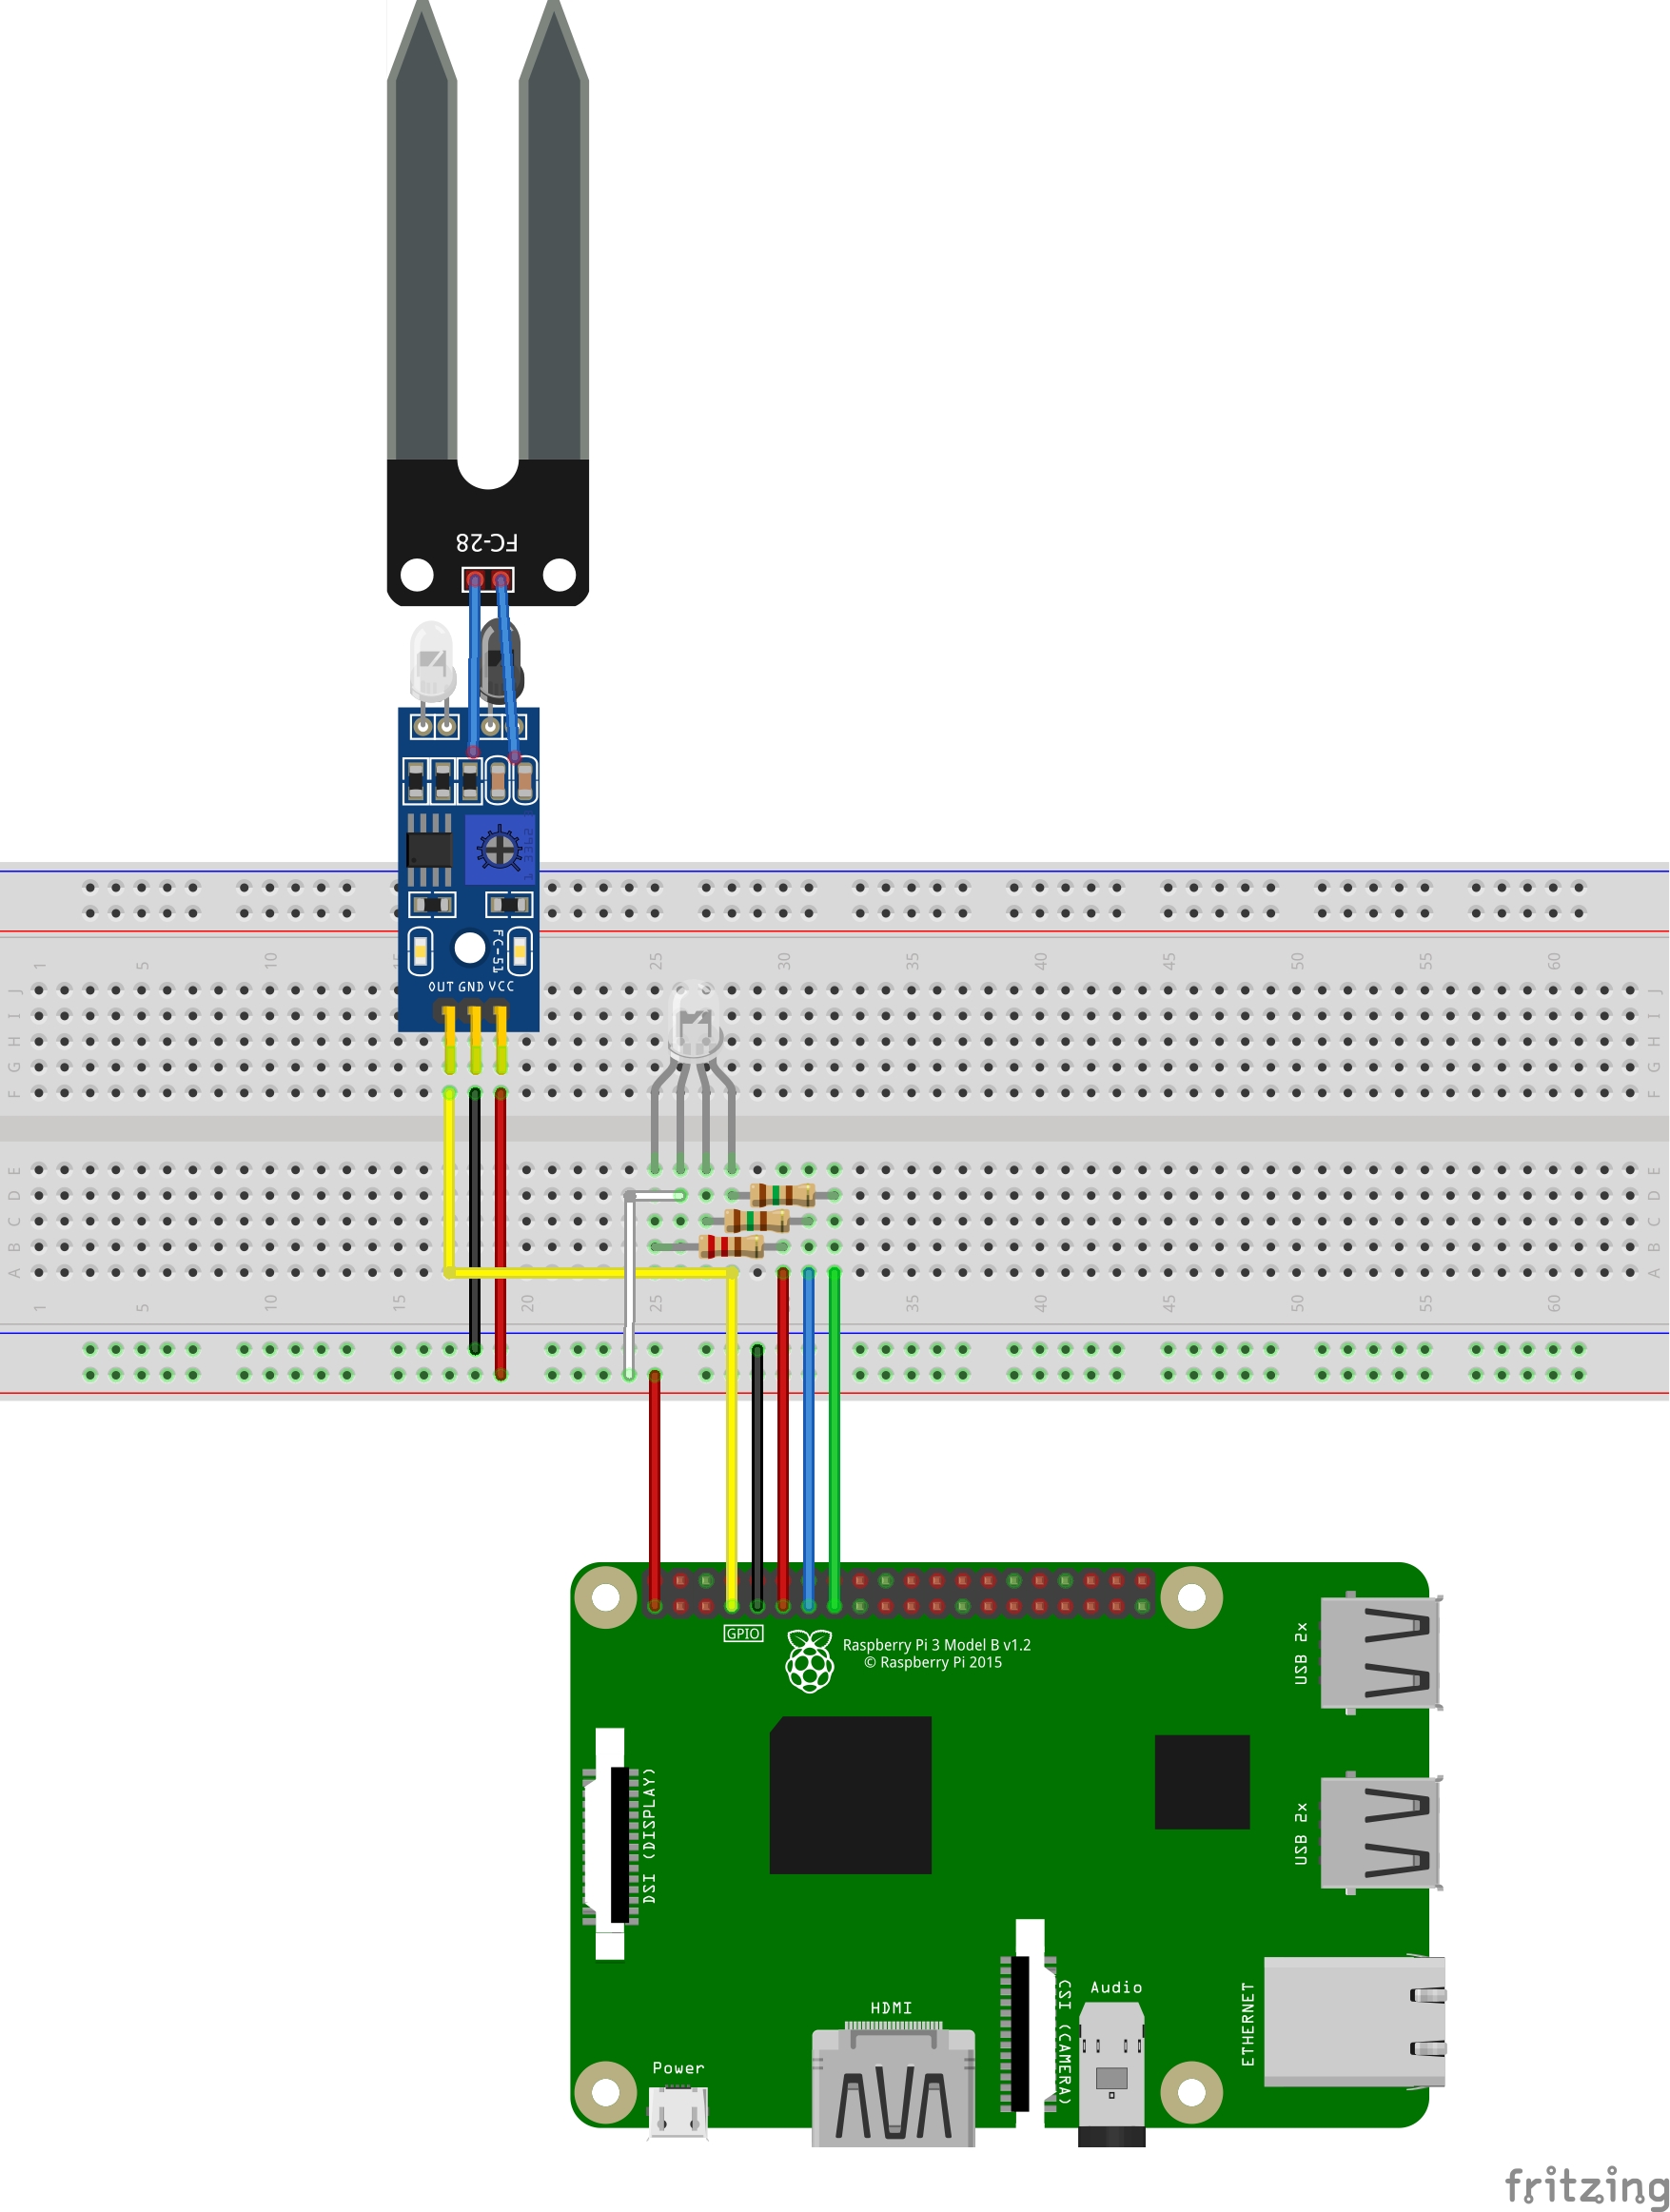 FC-28
3296
FC-51
OUT GND VCC
1 5 10 15 25 30 35 40 45 50 55 60
J J
I I
H H
G G
F F
E E
D D
C C
B B
A A
1 5 10 15 20 25 35 40 45 50 55 60
GPIO
Raspberry Pi 3 Model B v1.2
© Raspberry Pi 2015
USB 2x
USB 2x
DSI (DISPLAY)
CSI (CAMERA)
Audio
ETHERNET
HDMI
Power
fritzing